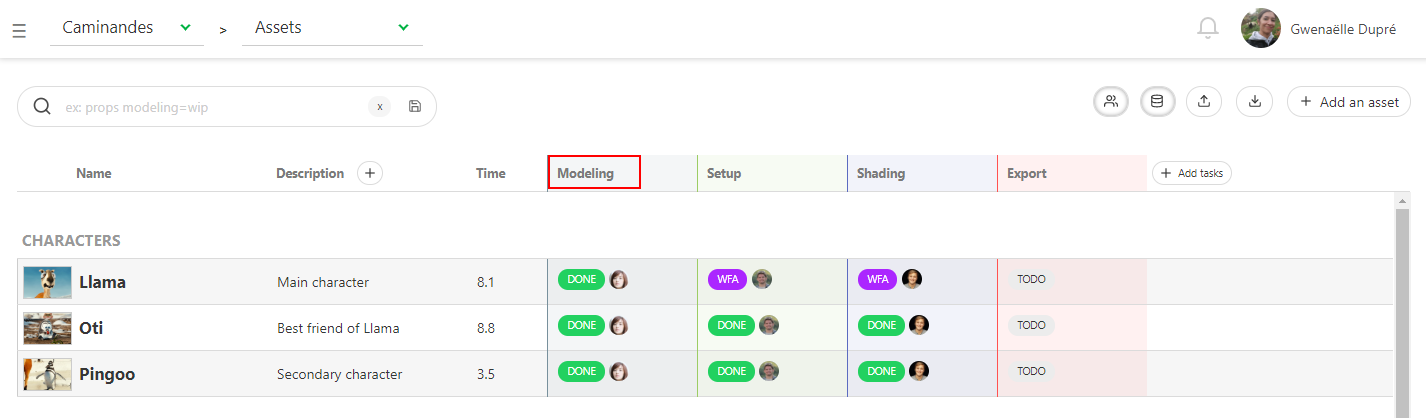 Caminandes > Assets Gwenaëlle Dupré
ex: props modeling=wip x + Add an asset
Name Description + Time Modeling Setup Shading Export + Add tasks
CHARACTERS
Llama Main character 8.1 DONE WFA WFA TODO
Oti Best friend of Llama 8.8 DONE DONE DONE TODO
Pingoo Secondary character 3.5 DONE DONE DONE TODO